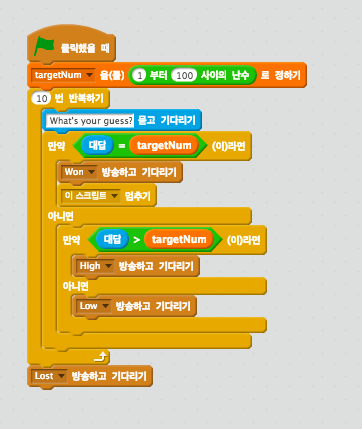 클릭했을 때
targetNum 을(를) 1 부터 100 사이의 난수 로 정하기
10 번 반복하기
What's your guess? 묻고 기다리기
만약 대답 = targetNum (이)라면
Won 방송하고 기다리기
이 스크립트 멈추기
아니면
만약 대답 > targetNum (이)라면
High 방송하고 기다리기
아니면
Low 방송하고 기다리기
Lost 방송하고 기다리기